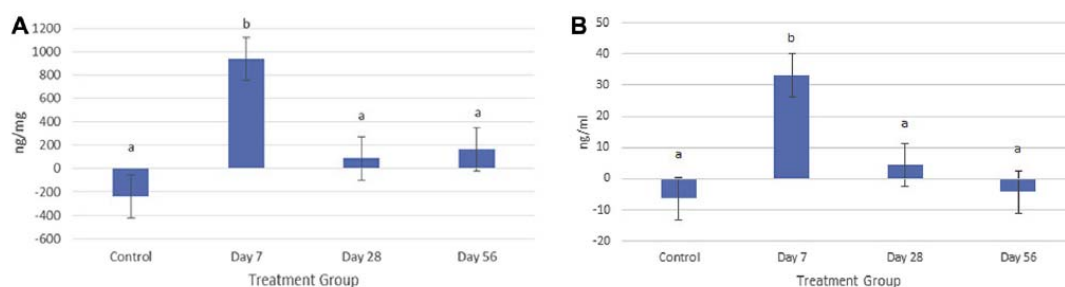 A
ng/mg
1200
1000
800
600
400
200
0
-200
-400
-600
a
b
a
a
Control
Day 7
Day 28
Day 56
Treatment Group
B
ng/ml
50
40
30
20
10
0
-10
-20
a
b
a
a
Control
Day 7
Day 28
Day 56
Treatment Group